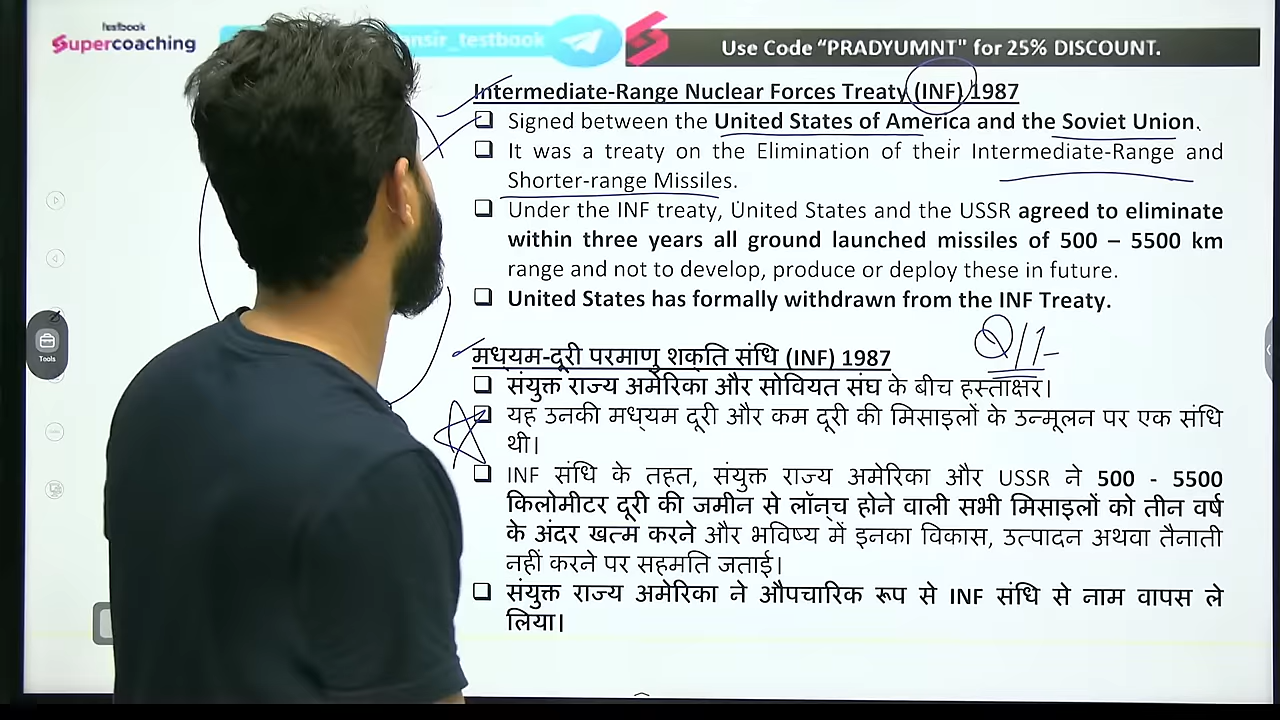 testbook
Supercoaching
ansir_testbook
Use Code “PRADYUMNT" for 25% DISCOUNT.
Intermediate-Range Nuclear Forces Treaty (INF) 1987
❑ Signed between the United States of America and the Soviet Union.
❑ It was a treaty on the Elimination of their Intermediate-Range and
Shorter-range Missiles.
❑ Under the INF treaty, United States and the USSR agreed to eliminate
within three years all ground launched missiles of 500 – 5500 km
range and not to develop, produce or deploy these in future.
❑ United States has formally withdrawn from the INF Treaty.
मध्यम-दूरी परमाणु शक्ति संधि (INF) 1987
❑ संयुक्त राज्य अमेरिका और सोवियत संघ के बीच हस्ताक्षर।
❑ यह उनकी मध्यम दूरी और कम दूरी की मिसाइलों के उन्मूलन पर एक संधि
थी।
❑ INF संधि के तहत, संयुक्त राज्य अमेरिका और USSR ने 500 - 5500
किलोमीटर दूरी की जमीन से लॉन्च होने वाली सभी मिसाइलों को तीन वर्ष
के अंदर खत्म करने और भविष्य में इनका विकास, उत्पादन अथवा तैनाती
नहीं करने पर सहमति जताई।
❑ संयुक्त राज्य अमेरिका ने औपचारिक रूप से INF संधि से नाम वापस ले
लिया।
Tools